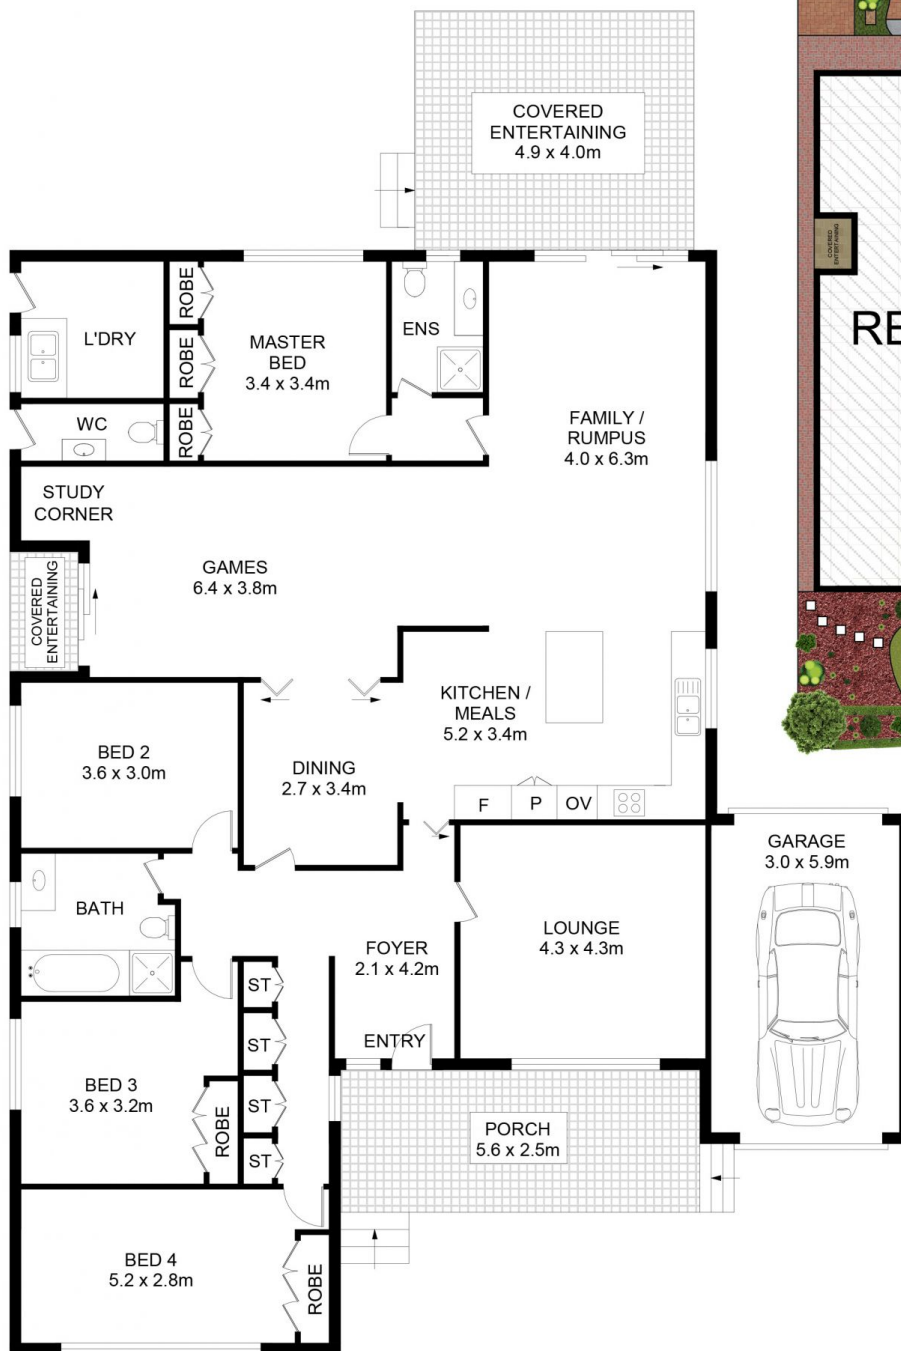 COVERED
ENTERTAINING
4.9 x 4.0m
COVERED
ENTERTAINING
RE
ROBE
ROBE
ROBE
L'DRY
MASTER
BED
3.4 x 3.4m
ENS
WC
FAMILY /
RUMPUS
4.0 x 6.3m
STUDY
CORNER
GAMES
6.4 x 3.8m
COVERED
ENTERTAINING
KITCHEN /
MEALS
5.2 x 3.4m
BED 2
3.6 x 3.0m
DINING
2.7 x 3.4m
F
P
OV
GARAGE
3.0 x 5.9m
BATH
LOUNGE
4.3 x 4.3m
FOYER
2.1 x 4.2m
ST
ST
ENTRY
BED 3
3.6 x 3.2m
ROBE
ST
ST
PORCH
5.6 x 2.5m
BED 4
5.2 x 2.8m
ROBE